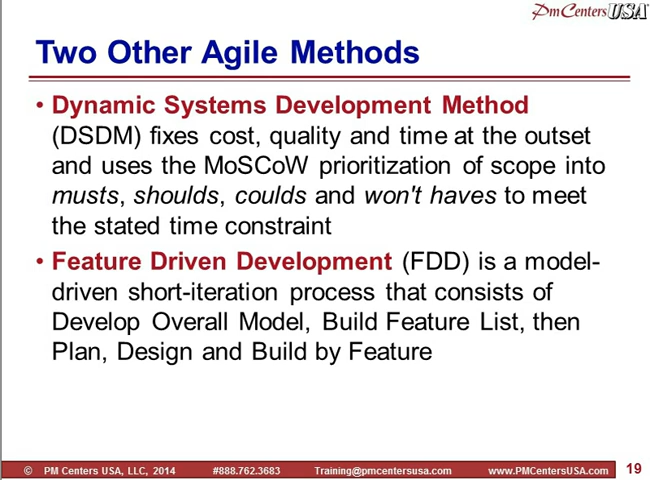 Pm Centers USA
Two Other Agile Methods
• Dynamic Systems Development Method
(DSDM) fixes cost, quality and time at the outset
and uses the MoSCoW prioritization of scope into
musts, shoulds, coulds and won't haves to meet
the stated time constraint
• Feature Driven Development (FDD) is a model-
driven short-iteration process that consists of
Develop Overall Model, Build Feature List, then
Plan, Design and Build by Feature
© PM Centers USA, LLC, 2014 #888.762.3683 Training@pmcentersusa.com www.PMCentersUSA.com 19